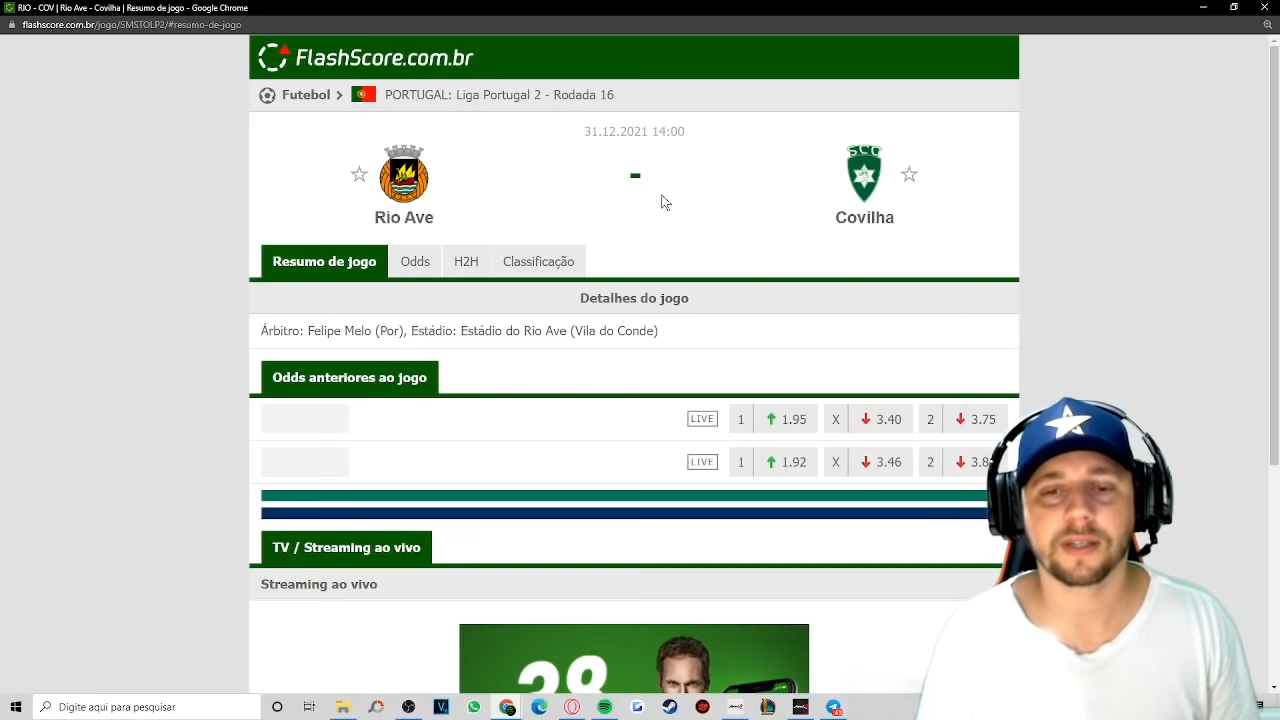 RIO - COV | Rio Ave - Covilha | Resumo de jogo - Google Chrome
flashscore.com.br/jogo/SMSTOLP2/#resumo-de-jogo
FlashScore.com.br
Futebol > PORTUGAL: Liga Portugal 2 - Rodada 16
31.12.2021 14:00
-
SCC
Rio Ave
Covilha
Resumo de jogo Odds H2H Classificação
Detalhes do jogo
Árbitro: Felipe Melo (Por), Estádio: Estádio do Rio Ave (Vila do Conde)
Odds anteriores ao jogo
LIVE 1 1.95 X 3.40 2 3.75
LIVE 1 1.92 X 3.46 2
TV / Streaming ao vivo
Streaming ao vivo
Digite aqui para pesquisar